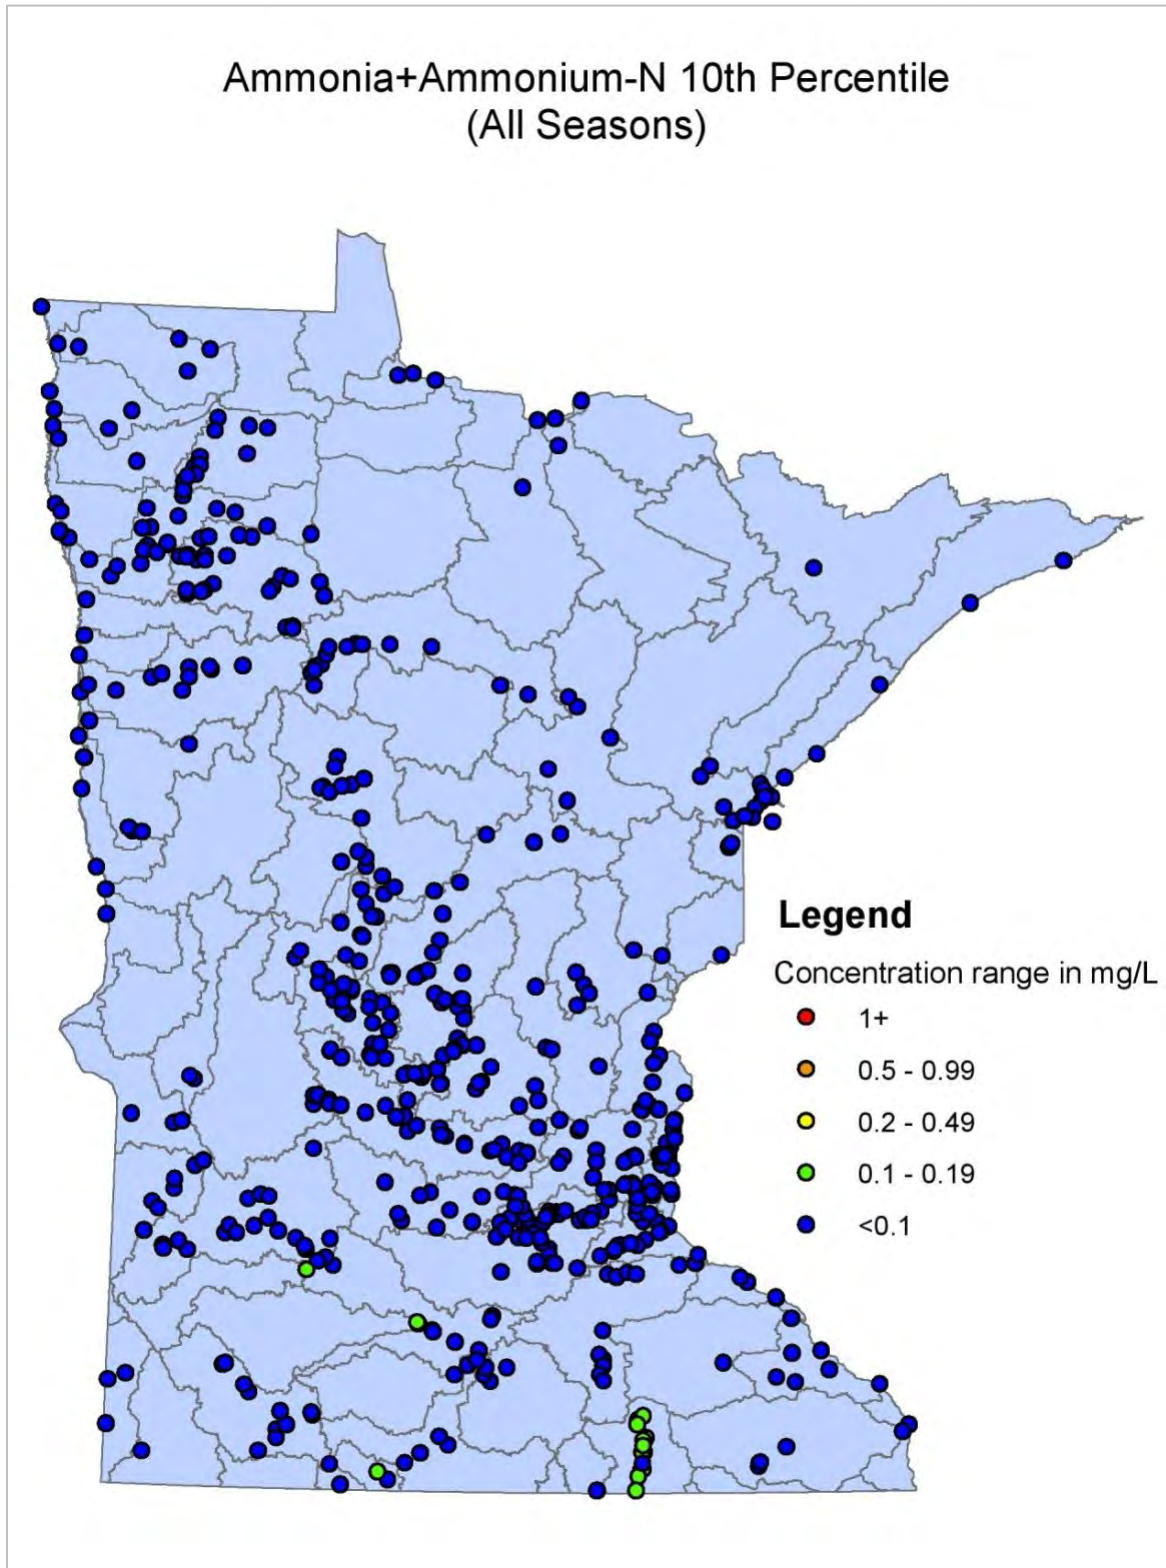 Ammonia+Ammonium-N 10th Percentile
(All Seasons)
Legend
Concentration range in mg/L
1+
0.5 - 0.99
0.2 - 0.49
0.1 - 0.19
<0.1